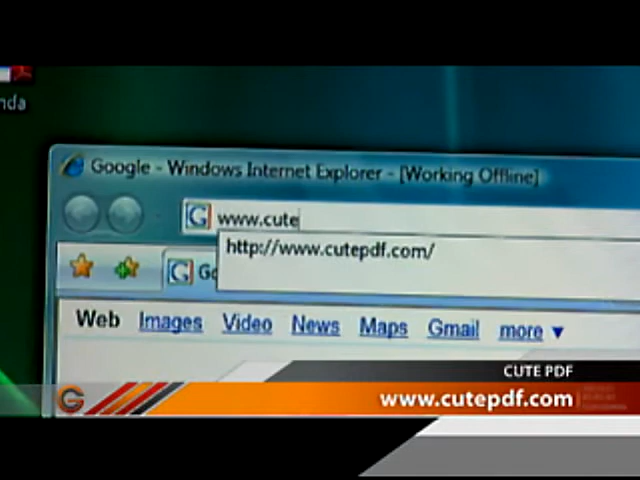 nda
Google - Windows Internet Explorer - [Working Offline]
www.cute
http://www.cutepdf.com/
Go
Web Images Video News Maps Gmail more ▼
CUTE PDF
www.cutepdf.com